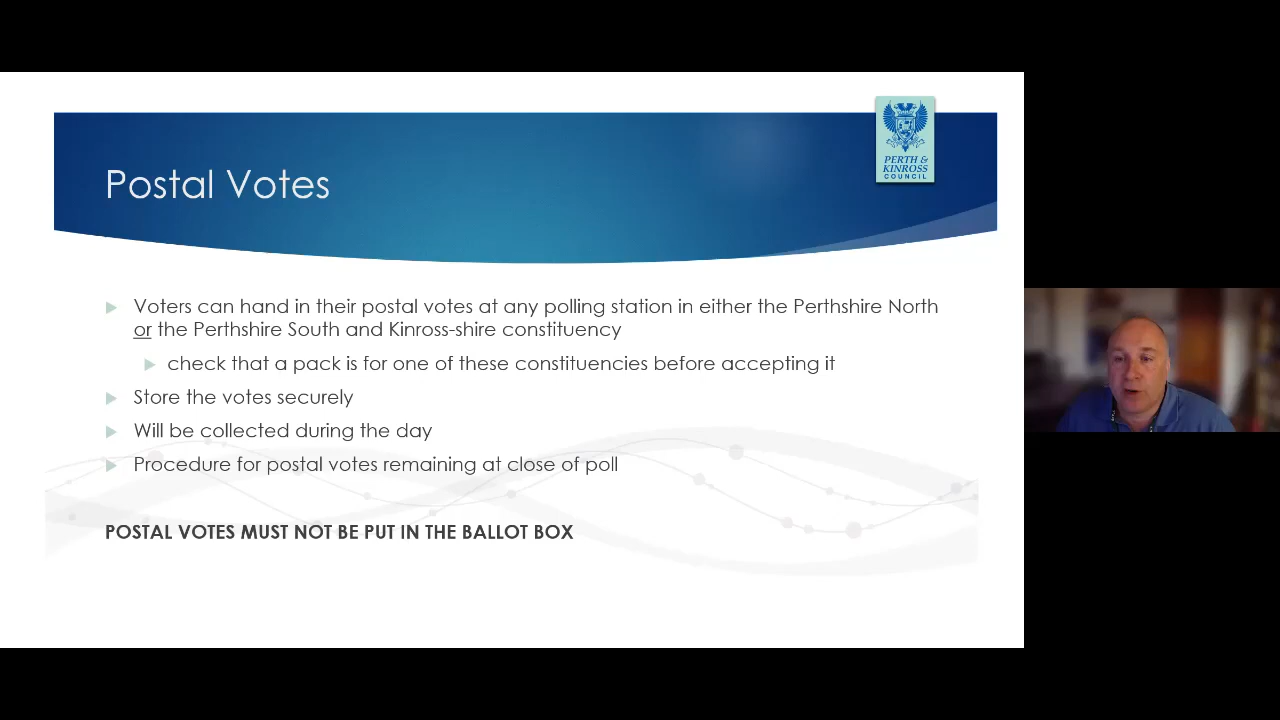 PERTH &
KINROSS
COUNCIL
Postal Votes
Voters can hand in their postal votes at any polling station in either the Perthshire North
or the Perthshire South and Kinross-shire constituency
check that a pack is for one of these constituencies before accepting it
Store the votes securely
Will be collected during the day
Procedure for postal votes remaining at close of poll
POSTAL VOTES MUST NOT BE PUT IN THE BALLOT BOX